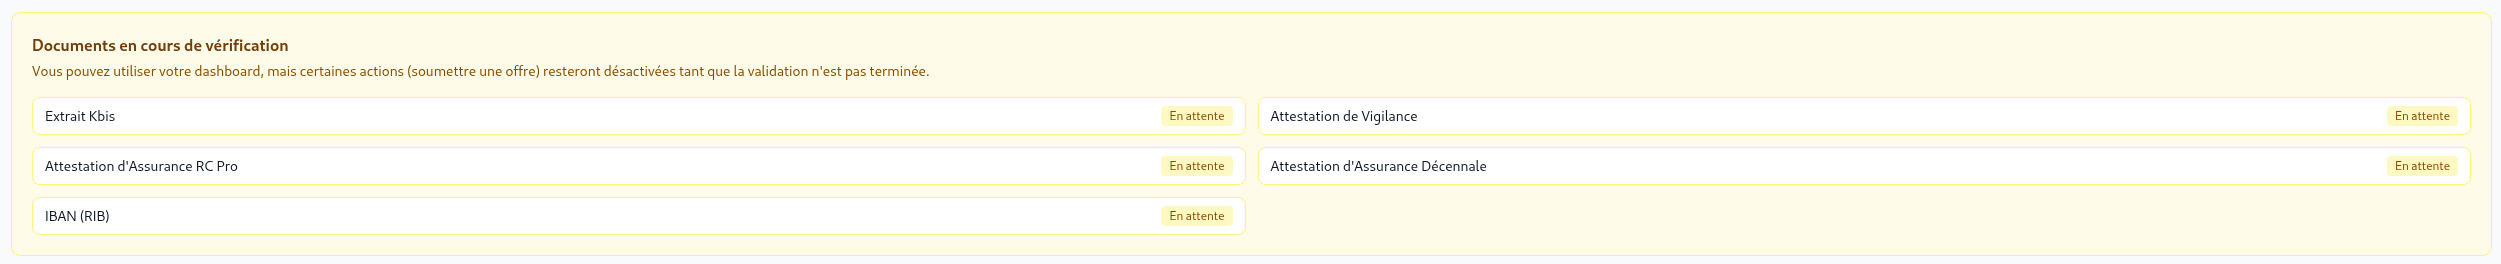 Documents en cours de vérification
Vous pouvez utiliser votre dashboard, mais certaines actions (soumettre une offre) resteront désactivées tant que la validation n'est pas terminée.
Extrait Kbis En attente
Attestation de Vigilance En attente
Attestation d'Assurance RC Pro En attente
Attestation d'Assurance Décennale En attente
IBAN (RIB) En attente